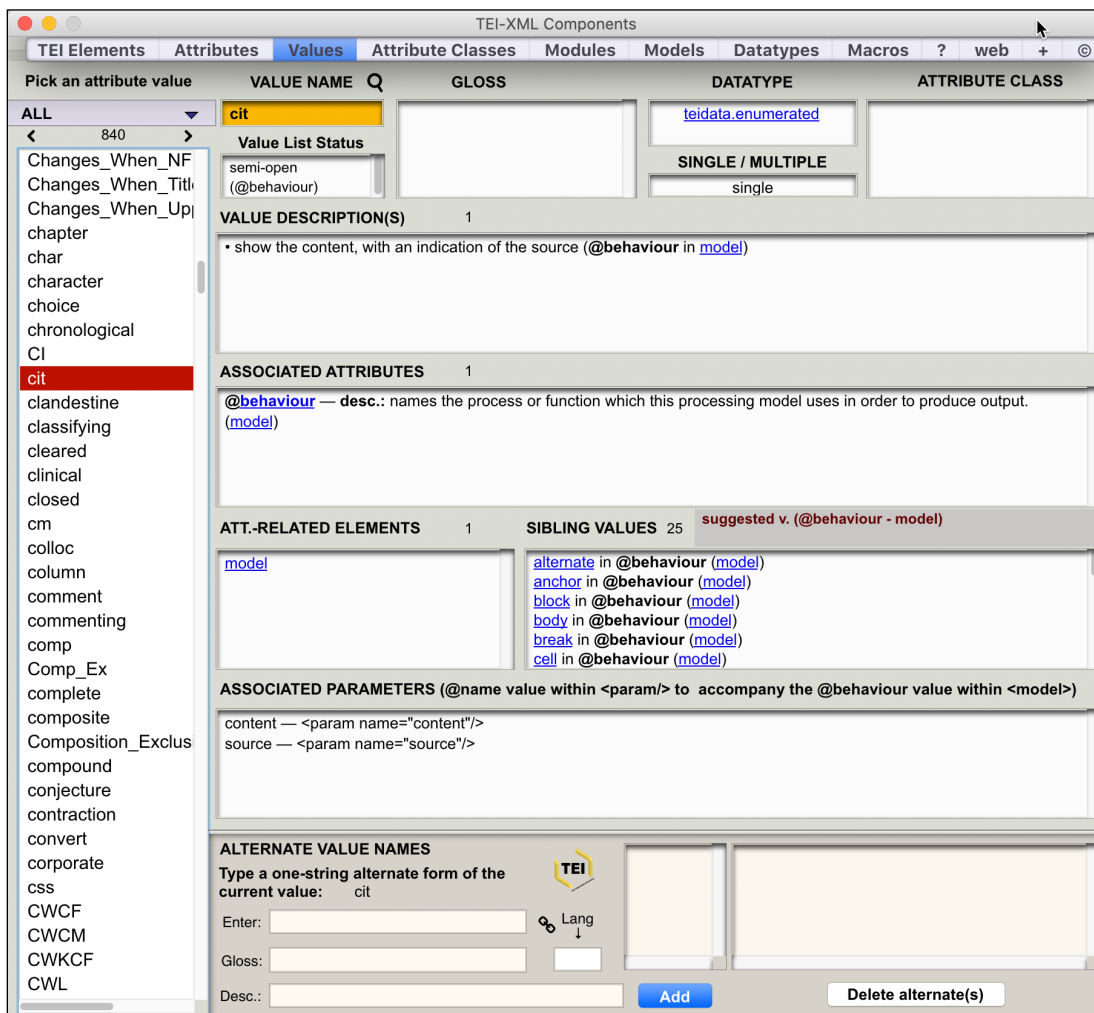 TEI-XML Components
TEI Elements Attributes Values Attribute Classes Modules Models Datatypes Macros ? web + ©
Pick an attribute value
ALL
< 840 >
Changes_When_NF
Changes_When_Titl
Changes_When_Upp
chapter
char
character
choice
chronological
CI
cit
clandestine
classifying
cleared
clinical
closed
cm
colloc
column
comment
commenting
comp
Comp_Ex
complete
composite
Composition_Exclusi
compound
conjecture
contraction
convert
corporate
css
CWCF
CWCM
CWKCF
CWL
VALUE NAME
cit
Value List Status
semi-open
(@behaviour)
GLOSS
DATATYPE
teidata.enumerated
SINGLE / MULTIPLE
single
ATTRIBUTE CLASS
VALUE DESCRIPTION(S) 1
• show the content, with an indication of the source (@behaviour in model)
ASSOCIATED ATTRIBUTES 1
@behaviour — desc.: names the process or function which this processing model uses in order to produce output.
(model)
ATT.-RELATED ELEMENTS 1
model
SIBLING VALUES 25
suggested v. (@behaviour - model)
alternate in @behaviour (model)
anchor in @behaviour (model)
block in @behaviour (model)
body in @behaviour (model)
break in @behaviour (model)
cell in @behaviour (model)
ASSOCIATED PARAMETERS (@name value within <param/> to accompany the @behaviour value within <model>)
content — <param name="content"/>
source — <param name="source"/>
ALTERNATE VALUE NAMES
Type a one-string alternate form of the
current value: cit
TEI
Enter:
Lang
↓
Gloss:
Desc.:
Add
Delete alternate(s)